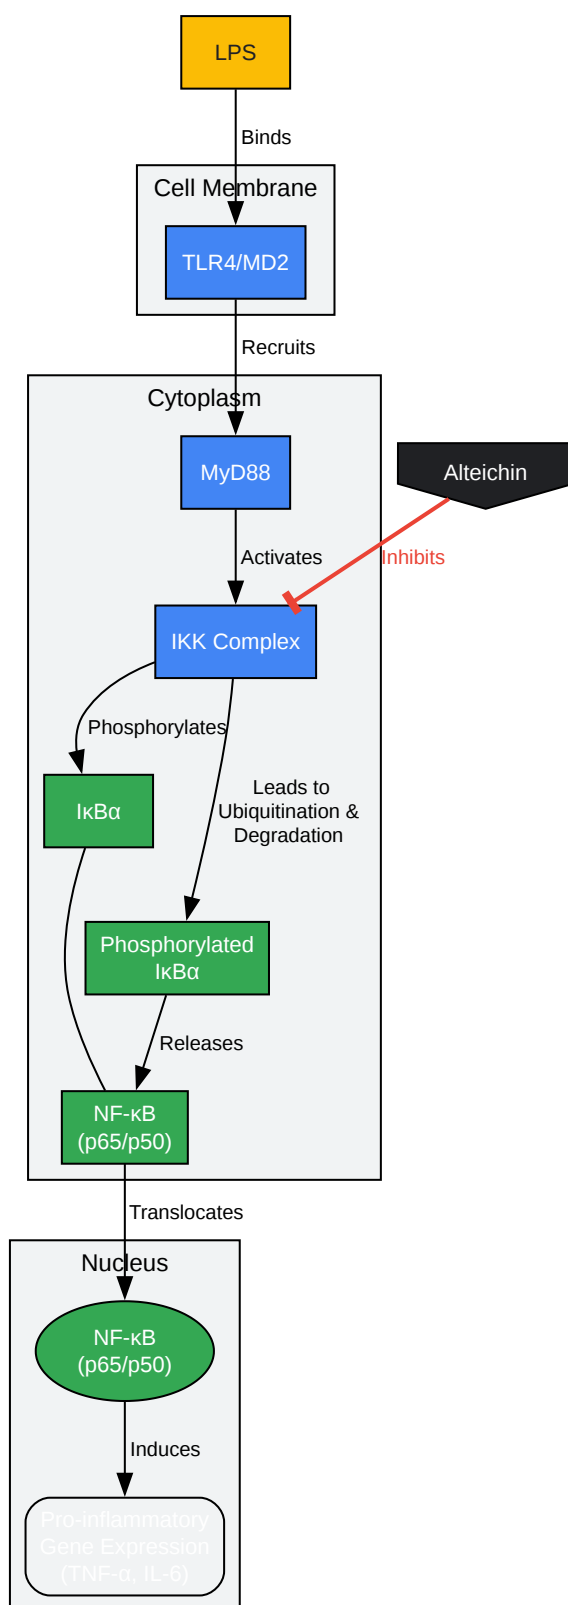 LPS
Binds
Cell Membrane
TLR4/MD2
Recruits
Cytoplasm
MyD88
Alteichin
Activates
Inhibits
IKK Complex
Phosphorylates
Leads to
Ubiquitination &
Degradation
IκBα
Phosphorylated
IκBα
Releases
NF-κB
(p65/p50)
Translocates
Nucleus
NF-κB
(p65/p50)
Induces
Pro-inflammatory
Gene Expression
(TNF-α, IL-6)